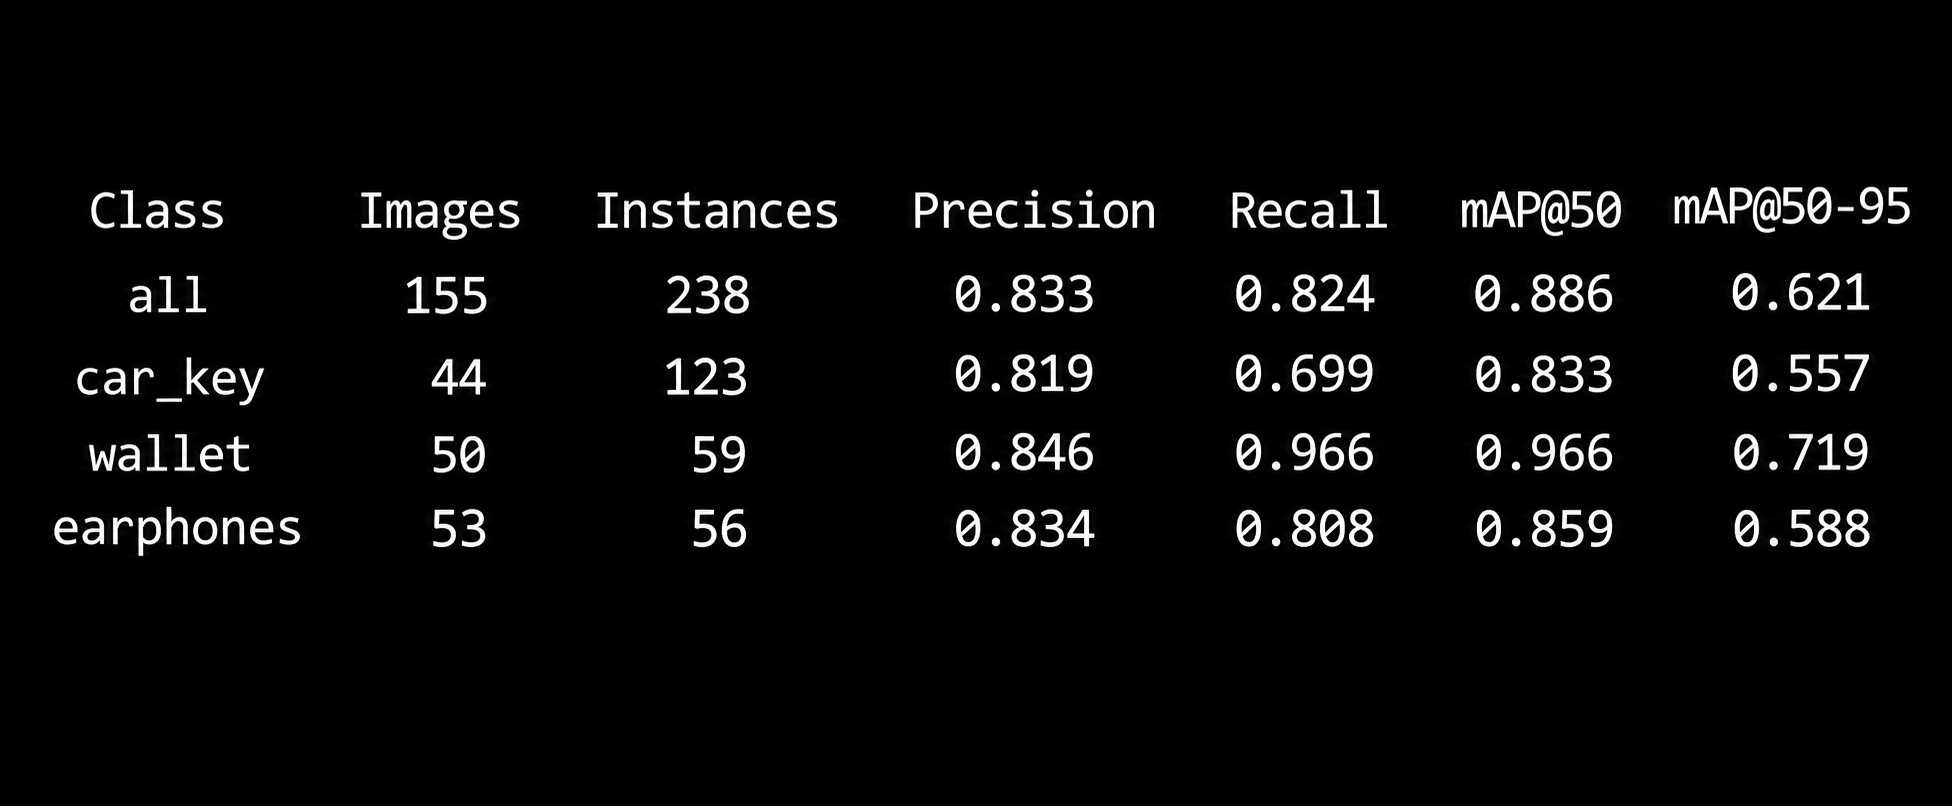 Class Images Instances Precision Recall mAP@50 mAP@50-95
all 155 238 0.833 0.824 0.886 0.621
car_key 44 123 0.819 0.699 0.833 0.557
wallet 50 59 0.846 0.966 0.966 0.719
earphones 53 56 0.834 0.808 0.859 0.588